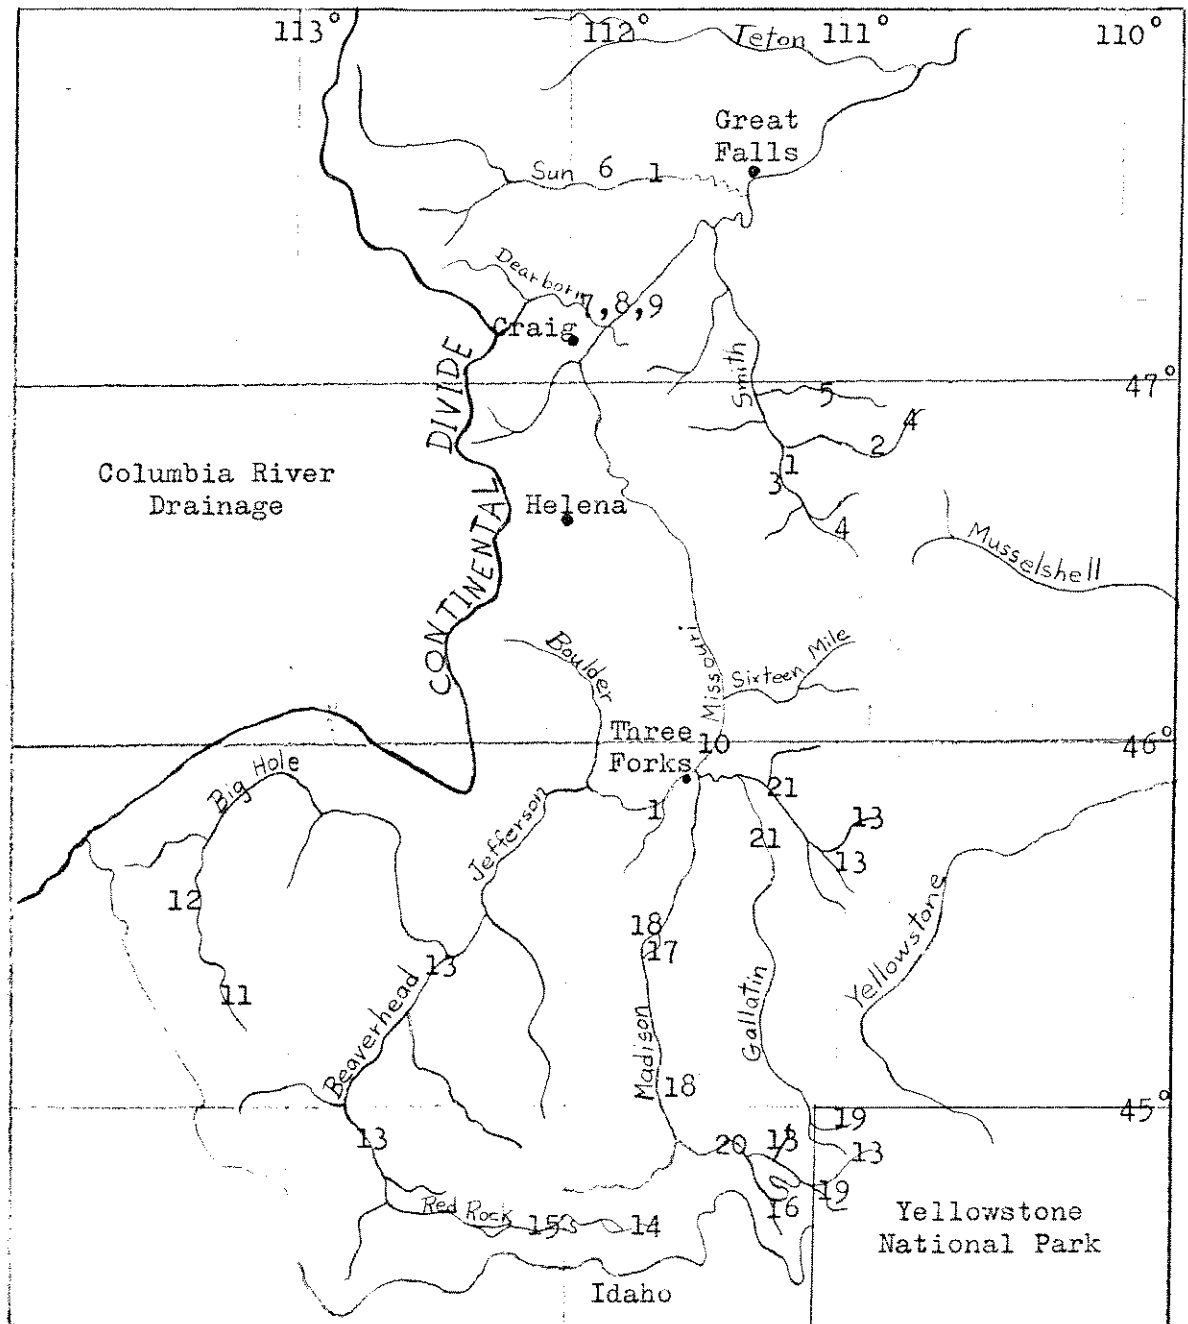 113° 112° 111° 110°
Teton
Great
Falls
Sun 6 1
Dearborn
7,8,9
Craig
Smith
47°
5
4
2
1
3
4
DIVIDE
CONTINENTAL
Columbia River
Drainage
Helena
Musselshell
Boulder
Missouri
Sixteen Mile
Three
Forks
10
46°
Big Hole
Jefferson
1
21
13
21
13
12
11
13
18
17
Beaverhead
Madison
Gallatin
Yellowstone
18
45°
19
13
20
13
19
16
13
Red Rock
15
14
Yellowstone
National Park
Idaho